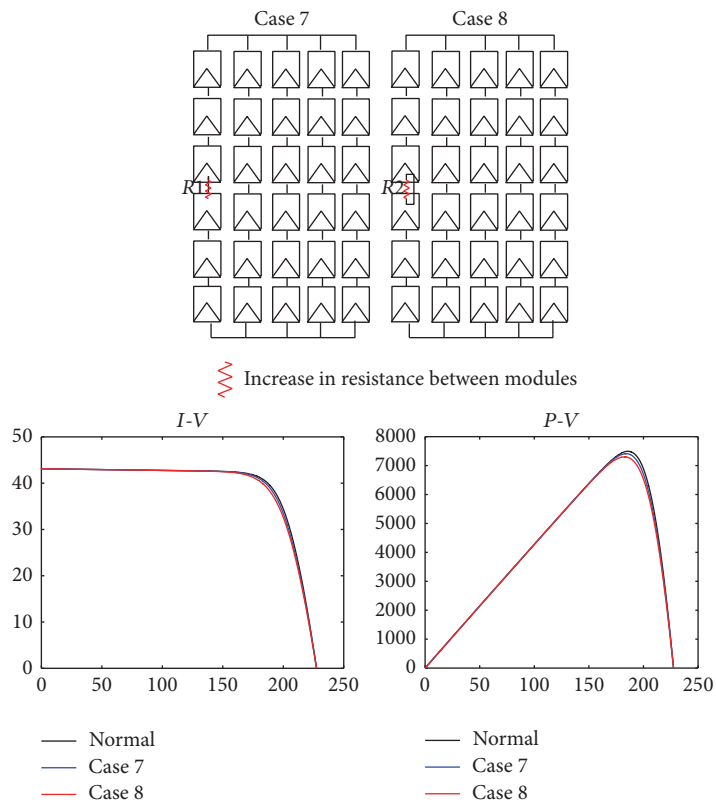 Case 7
Case 8
R1
R2
Increase in resistance between modules
I-V
P-V
50
40
30
20
10
0
0
50
100
150
200
250
8000
7000
6000
5000
4000
3000
2000
1000
0
0
50
100
150
200
250
Normal
Case 7
Case 8
Normal
Case 7
Case 8